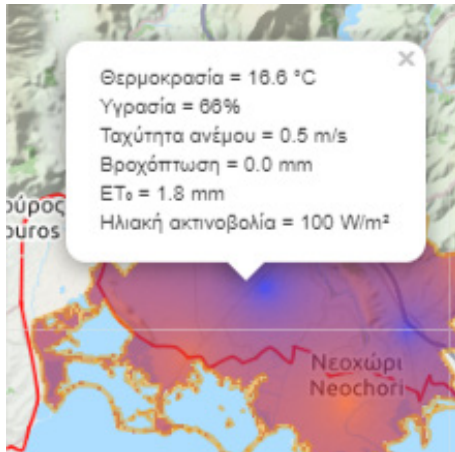 Θερμοκρασία = 16.6 °C
Υγρασία = 66%
Ταχύτητα ανέμου = 0.5 m/s
Βροχόπτωση = 0.0 mm
ET₀ = 1.8 mm
Ηλιακή ακτινοβολία = 100 W/m²
ούρος
ouros
Νεοχώρι
Neochori